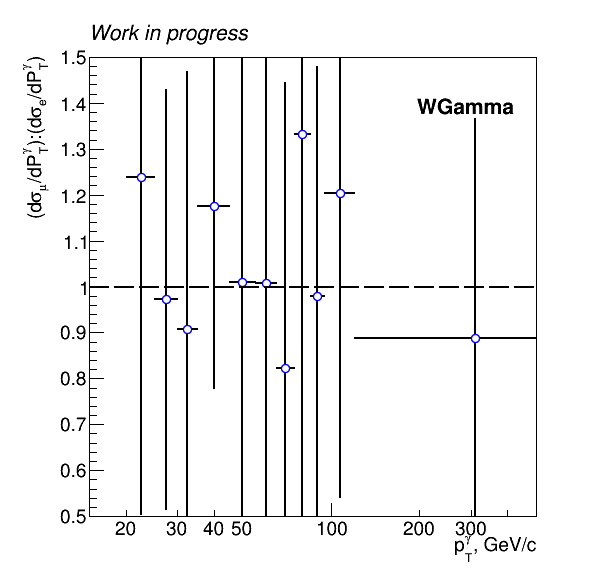 Work in progress
(dσμ/dPTγ):(dσe/dPTγ)
WGamma
1.5
1.4
1.3
1.2
1.1
1
0.9
0.8
0.7
0.6
0.5
20 30 40 50 100 200 300
pTγ, GeV/c